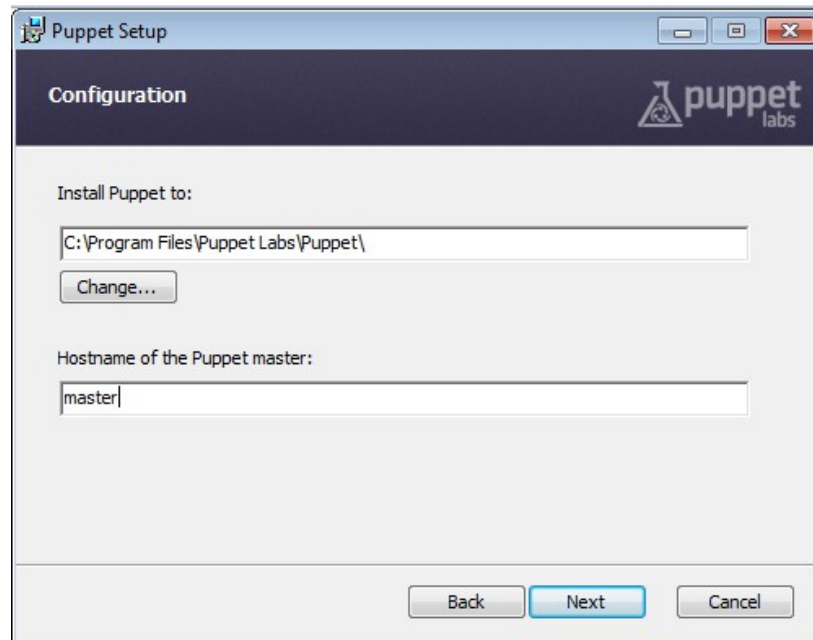 Puppet Setup
Configuration
puppet
labs
Install Puppet to:
C:\Program Files\Puppet Labs\Puppet\
Change...
Hostname of the Puppet master:
master
Back Next Cancel